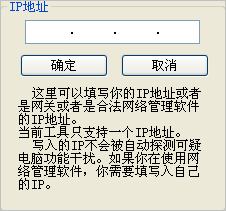 IP地址
. . .
确定 取消
这里可以填写你的IP地址或者
是网关或者是合法网络管理软件
的IP地址。
当前工具只支持一个IP地址。
写入的IP不会被自动探测可疑
电脑功能干扰。如果你在使用网
络管理软件，你需要填写入自己
的IP。